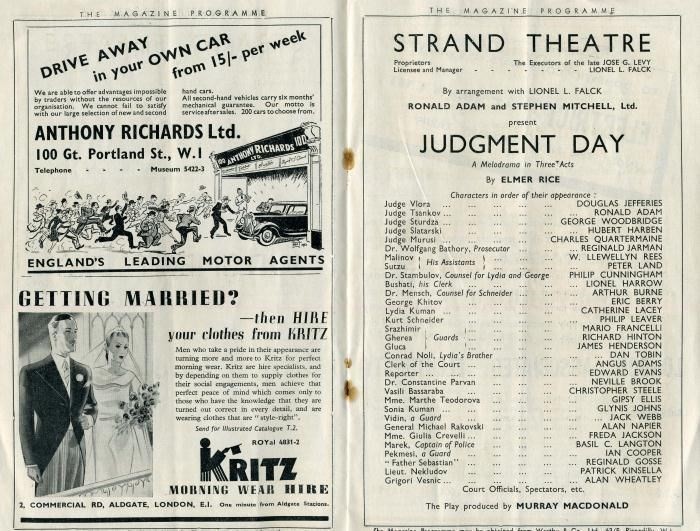 THE MAGAZINE PROGRAMME
DRIVE AWAY
in your OWN CAR
from 15/- per week
We are able to offer advantages impossible
by traders without the resources of our
organisation. We cannot fail to satisfy
with our large selection of new and second
hand cars.
All second-hand vehicles carry six months'
mechanical guarantee. Our motto is
service after sales. 200 cars to choose from.
ANTHONY RICHARDS Ltd.
100 Gt. Portland St., W.1
Telephone - - - - Museum 5422-3
100 ANTHONY RICHARDS 100
LTD.
ENGLAND'S LEADING MOTOR AGENTS
GETTING MARRIED?
—then HIRE
your clothes from KRITZ
Men who take a pride in their appearance are
turning more and more to Kritz for perfect
morning wear. Kritz are hire specialists, and
by depending on them to supply clothes for
their social engagements, men achieve that
perfect peace of mind which comes only to
those who have the knowledge that they are
turned out correct in every detail, and are
wearing clothes that are "style-right".
Send for Illustrated Catalogue T.2.
ROYal 4831-2
KRITZ
MORNING WEAR HIRE
2, COMMERCIAL RD, ALDGATE, LONDON, E.1. One minute from Aldgate Stations.
THE MAGAZINE PROGRAMME
STRAND THEATRE
Proprietors The Executors of the late JOSE G. LEVY
Licensee and Manager - - - - - - LIONEL L. FALCK
By arrangement with LIONEL L. FALCK
RONALD ADAM and STEPHEN MITCHELL, Ltd.
present
JUDGMENT DAY
A Melodrama in Three Acts
By ELMER RICE
Characters in order of their appearance :
Judge Vlora ... ... ... ... ... DOUGLAS JEFFERIES
Judge Tsankov ... ... ... ... ... RONALD ADAM
Judge Sturdza ... ... ... ... GEORGE WOODBRIDGE
Judge Slatarski ... ... ... ... HUBERT HARBEN
Judge Murusi ... ... ... ... CHARLES QUARTERMAINE
Dr. Wolfgang Bathory, Prosecutor ... ... REGINALD JARMAN
Malinov } His Assistants { ... ... W. LLEWELLYN REES
Sutzu } { ... ... PETER LAND
Dr. Stambulov, Counsel for Lydia and George PHILIP CUNNINGHAM
Bushati, his Clerk ... ... ... LIONEL HARROW
Dr. Mensch, Counsel for Schneider ... ... ARTHUR BURNE
George Khitov ... ... ... ... ERIC BERRY
Lydia Kuman ... ... ... ... CATHERINE LACEY
Kurt Schneider ... ... ... ... PHILIP LEAVER
Srazhimir } { ... ... ... MARIO FRANCELLI
Gherea } Guards { ... ... ... RICHARD HINTON
Gluca } { ... ... ... JAMES HENDERSON
Conrad Noli, Lydia's Brother ... ... ... DAN TOBIN
Clerk of the Court ... ... ... ... ANGUS ADAMS
Reporter ... ... ... ... ... EDWARD EVANS
Dr. Constantine Parvan ... ... ... NEVILLE BROOK
Vasili Bassaraba ... ... ... CHRISTOPHER STEELE
Mme. Marthe Teodorova ... ... ... GIPSY ELLIS
Sonia Kuman ... ... ... ... GLYNIS JOHNS
Vidin, a Guard ... ... ... ... JACK WEBB
General Michael Rakovski ... ... ... ALAN NAPIER
Mme. Giulia Crevelli ... ... ... FREDA JACKSON
Marek, Captain of Police ... ... ... BASIL C. LANGTON
Pekmesi, a Guard ... ... ... ... IAN COOPER
" Father Sebastian" ... ... ... REGINALD GOSSE
Lieut. Nekludov ... ... ... ... PATRICK KINSELLA
Grigori Vesnic ... ... ... ... ALAN WHEATLEY
Court Officials, Spectators, etc.
The Play produced by MURRAY MACDONALD